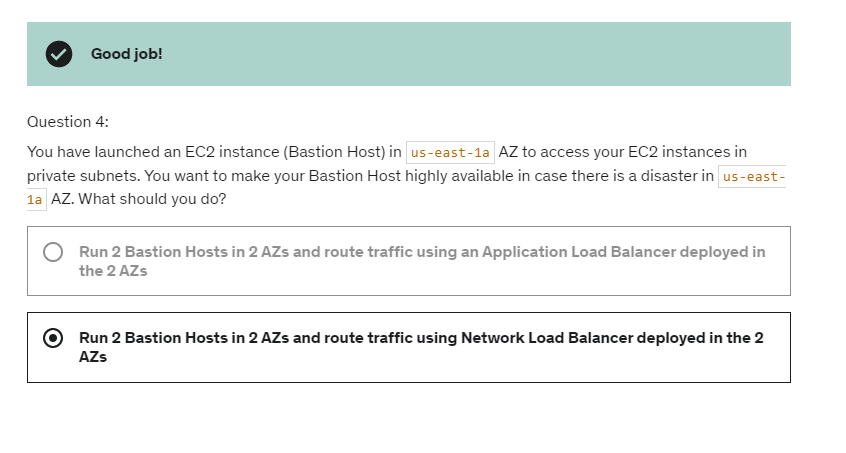 Good job!
Question 4:
You have launched an EC2 instance (Bastion Host) in us-east-1a AZ to access your EC2 instances in
private subnets. You want to make your Bastion Host highly available in case there is a disaster in us-east-
1a AZ. What should you do?
Run 2 Bastion Hosts in 2 AZs and route traffic using an Application Load Balancer deployed in
the 2 AZs
Run 2 Bastion Hosts in 2 AZs and route traffic using Network Load Balancer deployed in the 2
AZs